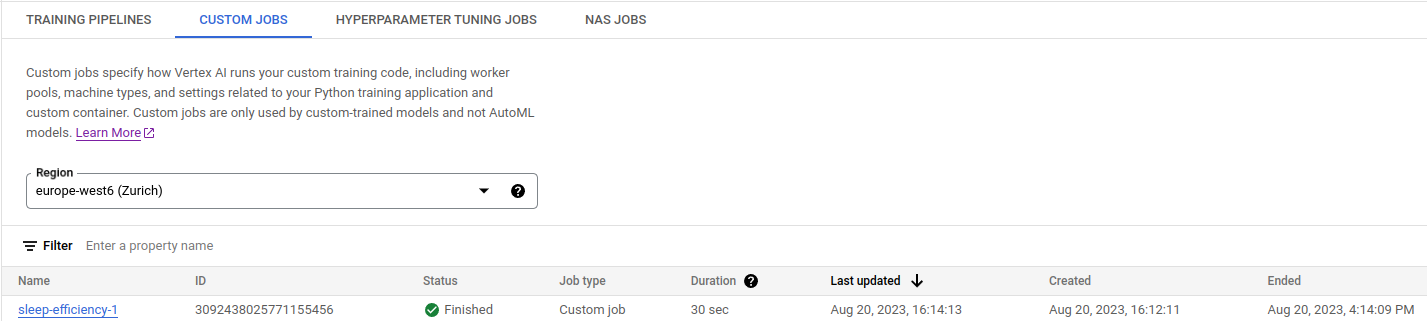 TRAINING PIPELINES CUSTOM JOBS HYPERPARAMETER TUNING JOBS NAS JOBS
Custom jobs specify how Vertex AI runs your custom training code, including worker
pools, machine types, and settings related to your Python training application and
custom container. Custom jobs are only used by custom-trained models and not AutoML
models. Learn More
Region
europe-west6 (Zurich)
Filter Enter a property name
Name ID Status Job type Duration Last updated Created Ended
sleep-efficiency-1 3092438025771155456 Finished Custom job 30 sec Aug 20, 2023, 16:14:13 Aug 20, 2023, 16:12:11 Aug 20, 2023, 4:14:09 PM